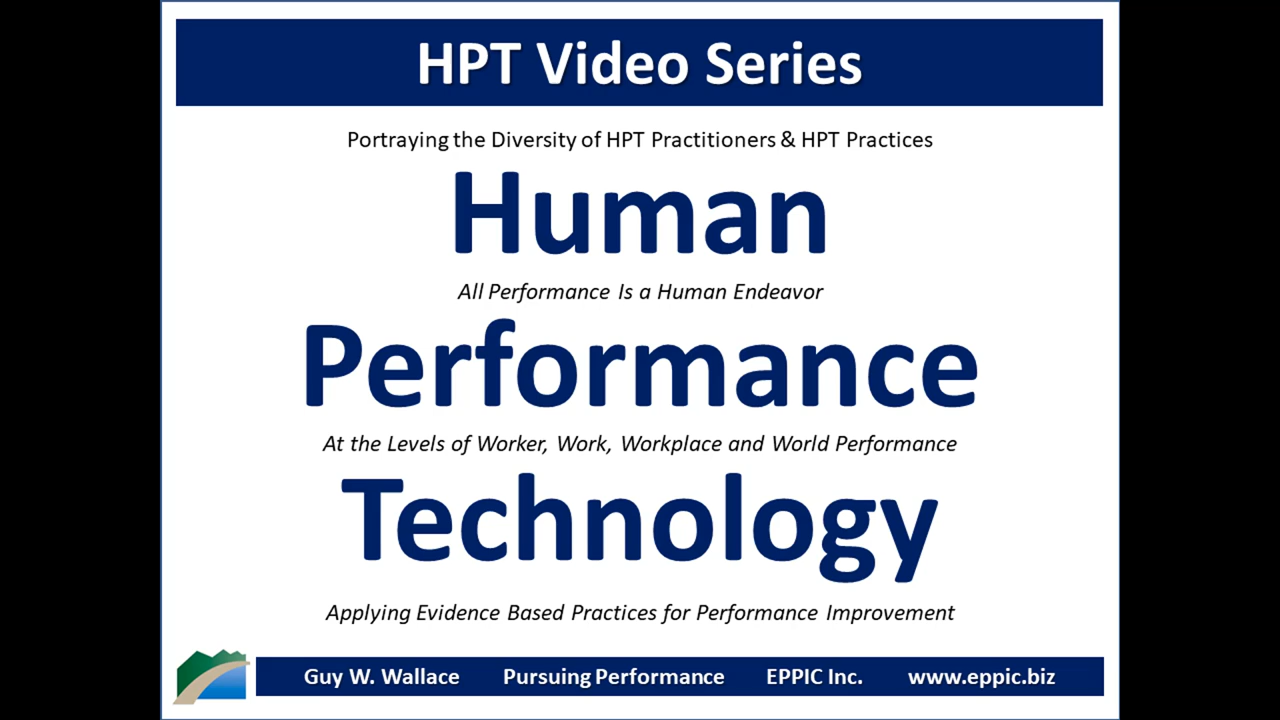 HPT Video Series
Portraying the Diversity of HPT Practitioners & HPT Practices
Human
All Performance Is a Human Endeavor
Performance
At the Levels of Worker, Work, Workplace and World Performance
Technology
Applying Evidence Based Practices for Performance Improvement
Guy W. Wallace Pursuing Performance EPPIC Inc. www.eppic.biz